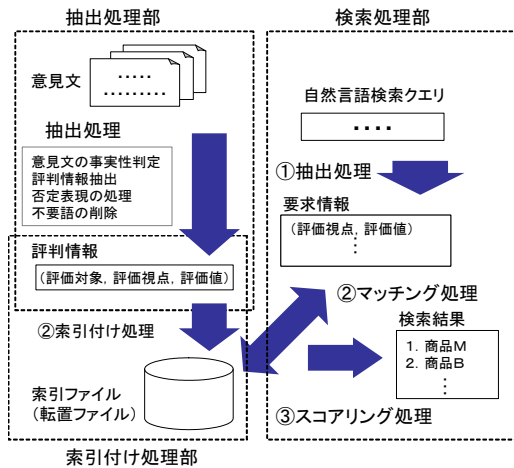 抽出処理部
意見文
・・・・・
・・・・・・・・・
抽出処理
意見文の事実性判定
評判情報抽出
否定表現の処理
不要語の削除
評判情報
(評価対象, 評価視点, 評価値)
②索引付け処理
索引ファイル
(転置ファイル)
索引付け処理部
検索処理部
自然言語検索クエリ
・・・・
①抽出処理
要求情報
(評価視点, 評価値)
⋮
②マッチング処理
検索結果
1. 商品M
2. 商品B
⋮
③スコアリング処理